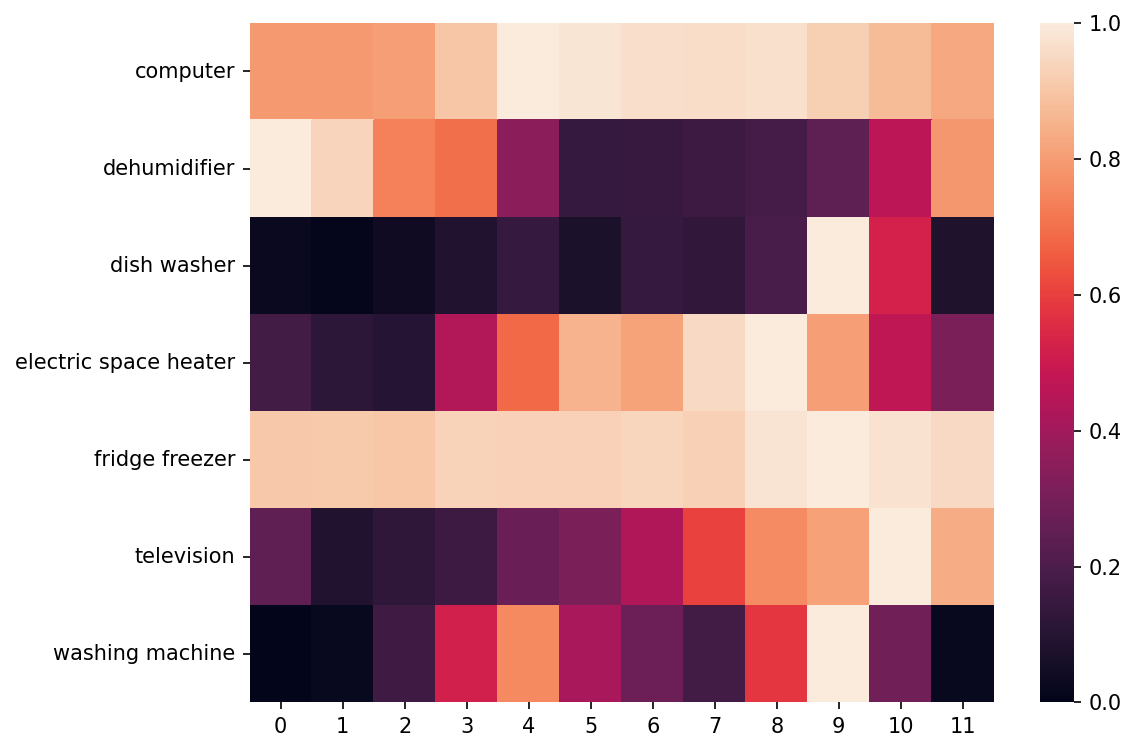 computer
dehumidifier
dish washer
electric space heater
fridge freezer
television
washing machine
0 1 2 3 4 5 6 7 8 9 10 11
1.0
0.8
0.6
0.4
0.2
0.0